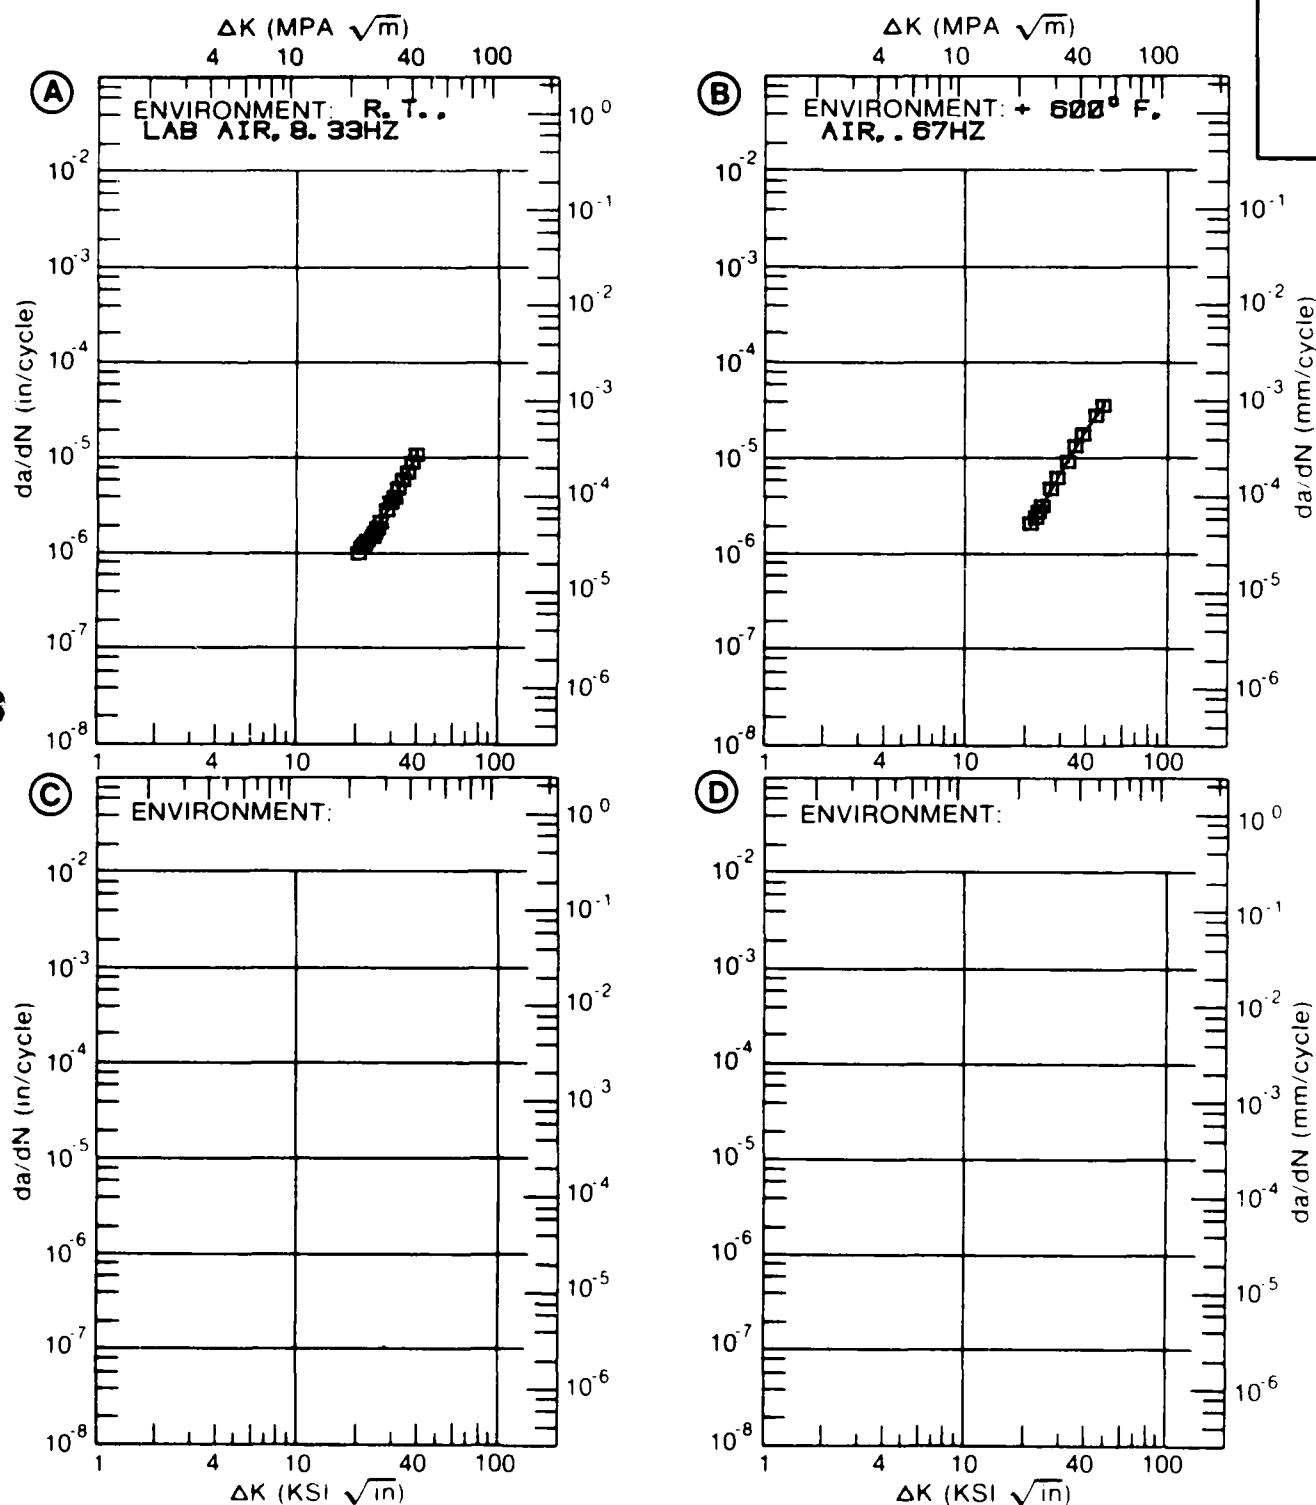 ΔK (MPA √m)
4 10 40 100
A
ENVIRONMENT: R.T.,
LAB AIR, 8.33HZ
10^0
10^-2
10^-1
10^-3
10^-2
10^-4
10^-3
10^-5
10^-4
10^-6
10^-5
10^-7
10^-6
10^-8
da/dN (in/cycle)
1 4 10 40 100
ΔK (MPA √m)
4 10 40 100
B
ENVIRONMENT: + 600° F,
AIR, .67HZ
10^-2
10^-1
10^-3
10^-2
10^-4
10^-3
10^-5
10^-4
10^-6
10^-5
10^-7
10^-6
10^-8
da/dN (mm/cycle)
1 4 10 40 100
C
ENVIRONMENT:
10^0
10^-2
10^-1
10^-3
10^-2
10^-4
10^-3
10^-5
10^-4
10^-6
10^-5
10^-7
10^-6
10^-8
da/dN (in/cycle)
1 4 10 40 100
ΔK (KSI √in)
D
ENVIRONMENT:
10^0
10^-2
10^-1
10^-3
10^-2
10^-4
10^-3
10^-5
10^-4
10^-6
10^-5
10^-7
10^-6
10^-8
da/dN (mm/cycle)
1 4 10 40 100
ΔK (KSI √in)